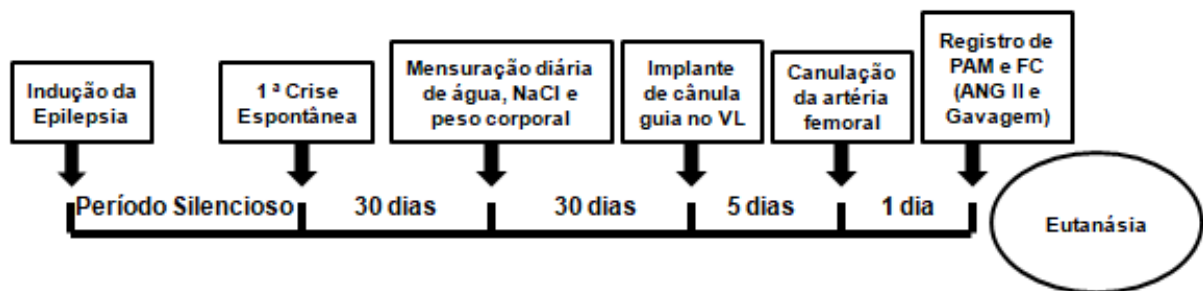 Indução da
Epilepsia
1 ª Crise
Espontânea
Mensuração diária
de água, NaCl e
peso corporal
Implante
de cânula
guia no VL
Canulação
da artéria
femoral
Registro de
PAM e FC
(ANG II e
Gavagem)
Período Silencioso
30 dias
30 dias
5 dias
1 dia
Eutanásia